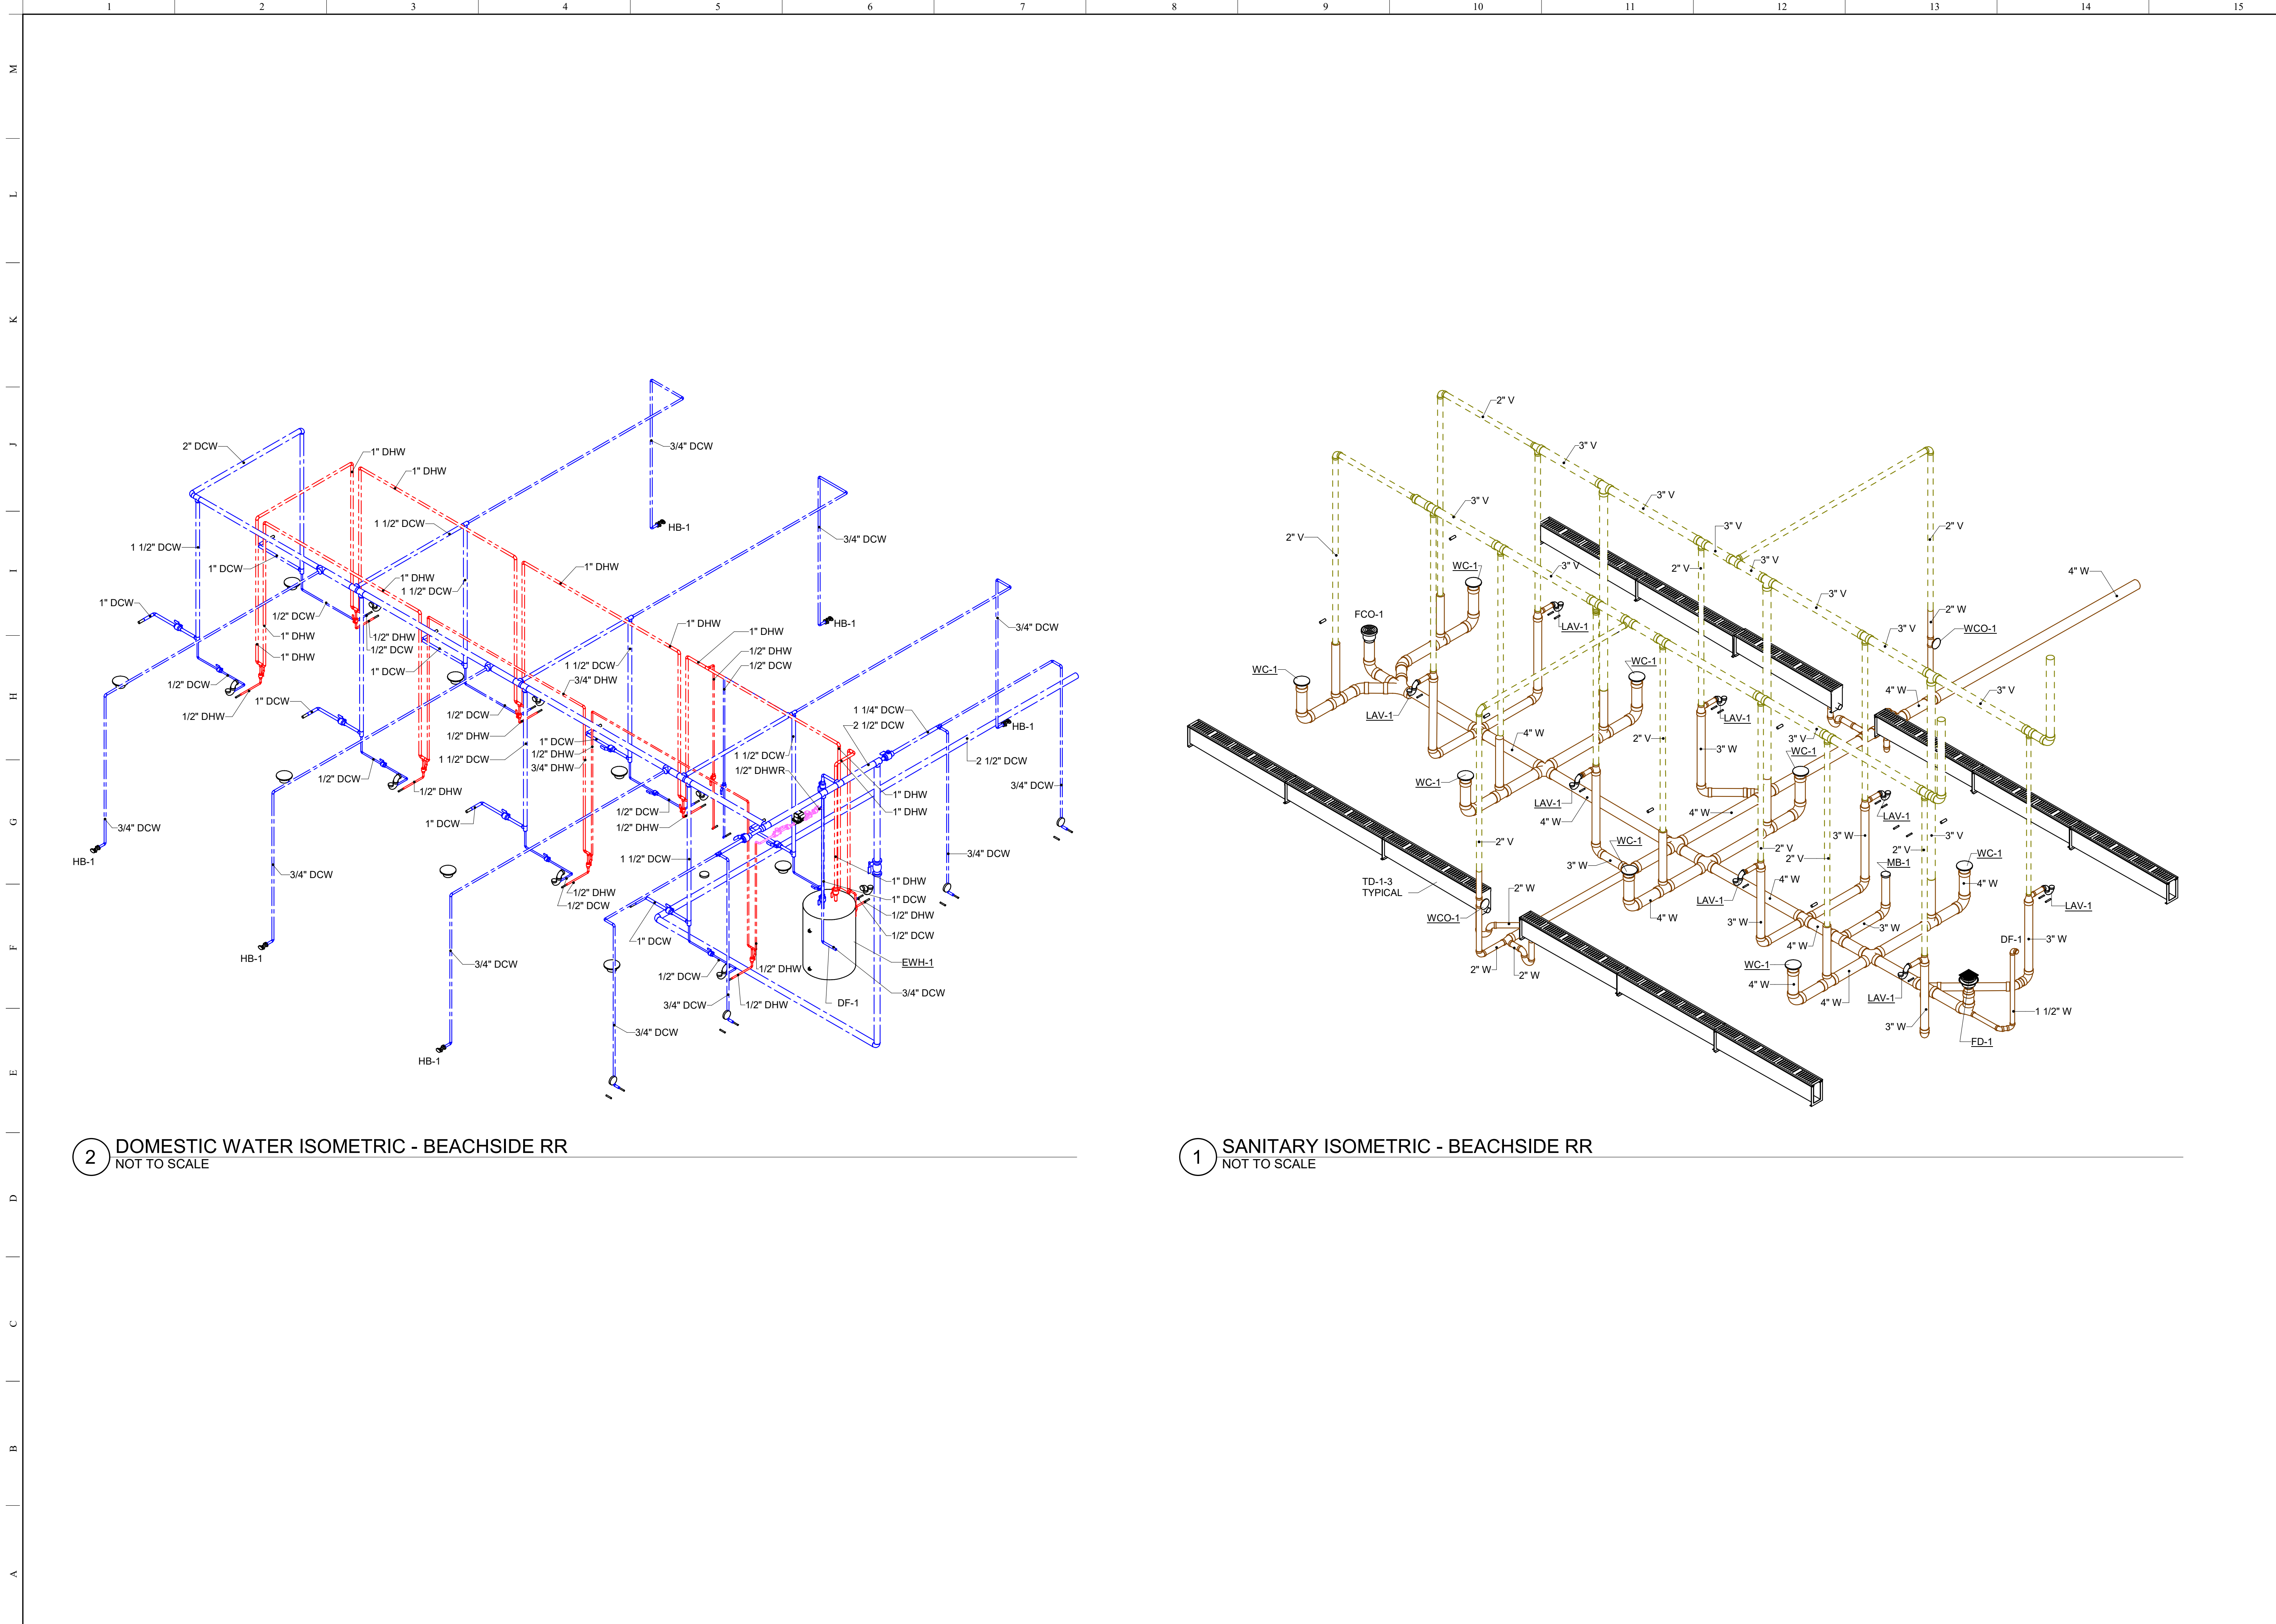 1 2 3 4 5 6 7 8 9 10 11 12 13 14 15
M
L
K
J
I
H
G
F
E
D
C
B
A
2" DCW
1" DHW
1" DHW
3/4" DCW
1 1/2" DCW
HB-1
1 1/2" DCW
3/4" DCW
1" DCW
1" DHW
1" DHW
1 1/2" DCW
1" DCW
1/2" DCW
HB-1
1" DHW
1" DHW
3/4" DCW
1" DHW
1/2" DHW
1/2" DCW
1/2" DHW
1" DHW
1 1/2" DCW
1/2" DCW
1" DCW
3/4" DHW
1/2" DCW
1" DCW
1/2" DHW
1/2" DCW
1 1/4" DCW
2 1/2" DCW
HB-1
1/2" DHW
1" DCW
1 1/2" DCW
1/2" DHW
3/4" DHW
1 1/2" DCW
1/2" DHWR
2 1/2" DCW
1/2" DCW
1/2" DHW
1" DHW
3/4" DCW
1" DHW
3/4" DCW
1" DCW
1/2" DCW
1/2" DHW
HB-1
3/4" DCW
1 1/2" DCW
3/4" DCW
1/2" DHW
1/2" DCW
1" DHW
1" DCW
1/2" DHW
1/2" DCW
1" DCW
HB-1
3/4" DCW
EWH-1
1/2" DCW
1/2" DHW
3/4" DCW
3/4" DCW
1/2" DHW
DF-1
3/4" DCW
HB-1
2 DOMESTIC WATER ISOMETRIC - BEACHSIDE RR
NOT TO SCALE
2" V
3" V
3" V
3" V
3" V
2" V
2" V
3" V
3" V
WC-1
2" V
3" V
4" W
2" W
FCO-1
LAV-1
3" V
WCO-1
WC-1
WC-1
4" W
3" V
LAV-1
LAV-1
4" W
2" V
3" W
3" V
WC-1
WC-1
LAV-1
4" W
4" W
LAV-1
2" V
3" W
3" V
2" V
2" V
2" V
WC-1
3" W
WC-1
MB-1
TD-1-3
TYPICAL
2" W
4" W
4" W
LAV-1
LAV-1
WCO-1
4" W
3" W
3" W
4" W
DF-1
3" W
2" W
2" W
WC-1
4" W
4" W
LAV-1
1 1/2" W
3" W
FD-1
1 SANITARY ISOMETRIC - BEACHSIDE RR
NOT TO SCALE